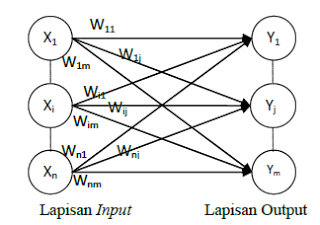 X1 W11 Y1
W1j
W1m
Wi1
Xi Wij Yj
Wim
Wn1 Wnj
Xn Ym
Wnm
Lapisan Input Lapisan Output